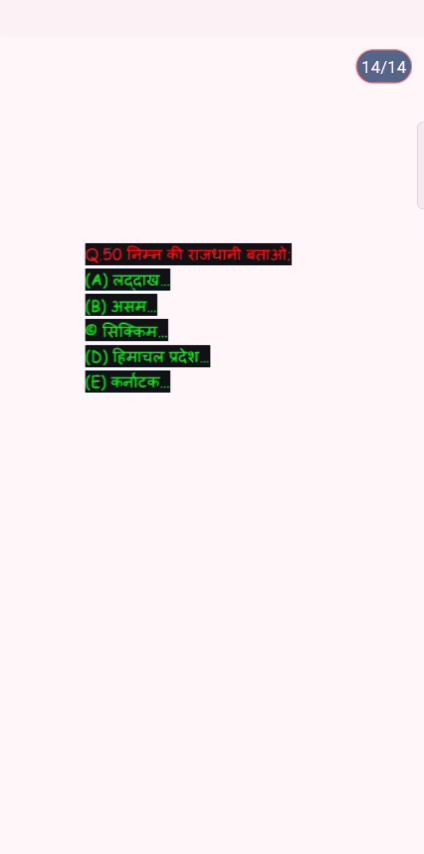 14/14
Q.50 निम्न की राजधानी बताओ;
(A) लद्दाख...
(B) असम...
© सिक्किम...
(D) हिमाचल प्रदेश...
(E) कर्नाटक...